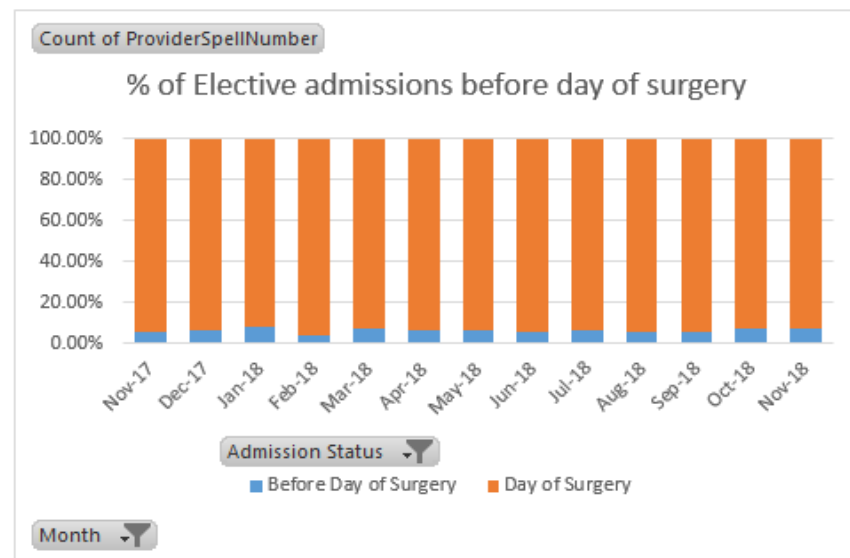 Count of ProviderSpellNumber
% of Elective admissions before day of surgery
100.00%
80.00%
60.00%
40.00%
20.00%
0.00%
Nov-17 Dec-17 Jan-18 Feb-18 Mar-18 Apr-18 May-18 Jun-18 Jul-18 Aug-18 Sep-18 Oct-18 Nov-18
Admission Status
Before Day of Surgery Day of Surgery
Month